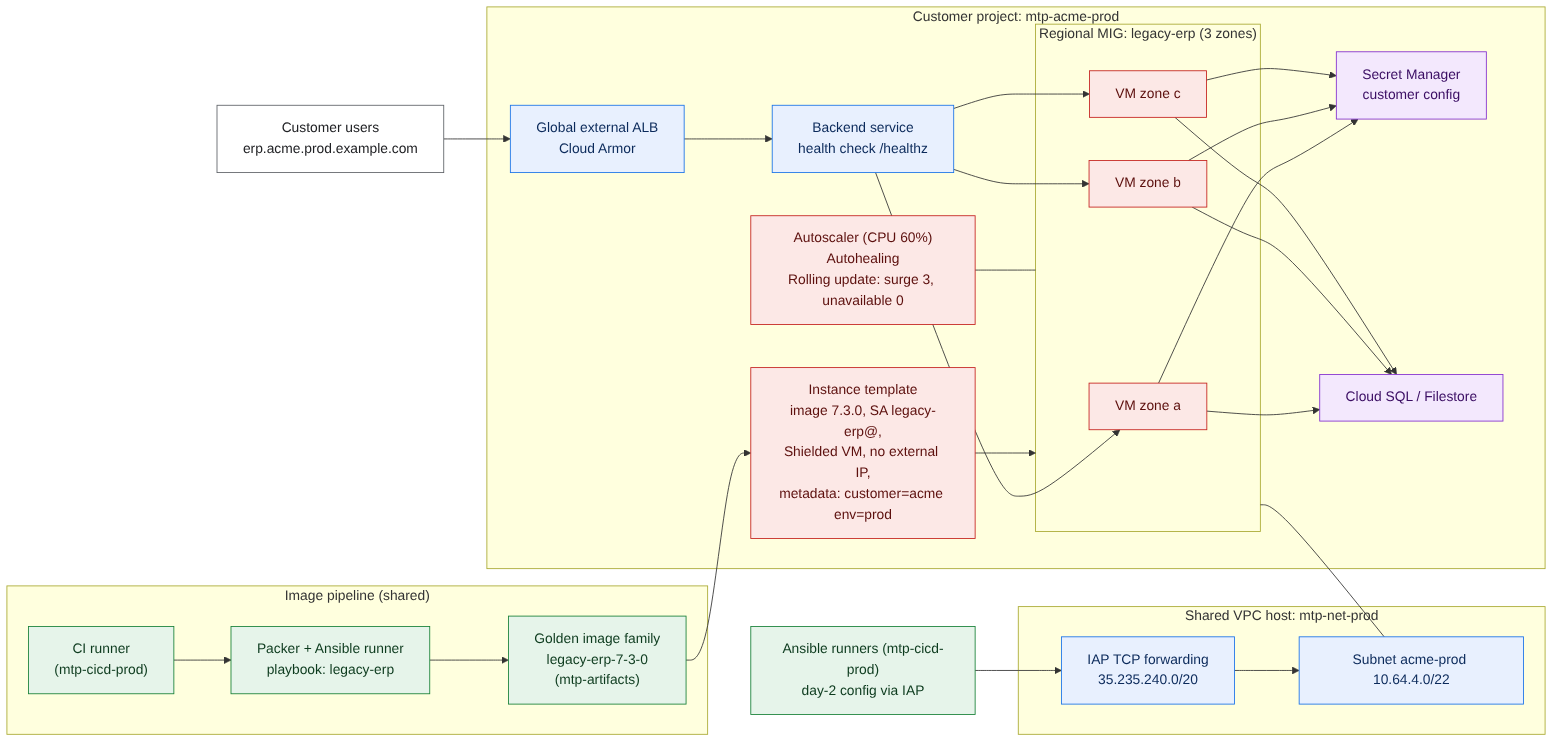 Customer project: mtp-acme-prod
Regional MIG: legacy-erp (3 zones)
Customer users
erp.acme.prod.example.com
Global external ALB
Cloud Armor
Backend service
health check /healthz
VM zone c
VM zone b
VM zone a
Secret Manager
customer config
Cloud SQL / Filestore
Autoscaler (CPU 60%)
Autohealing
Rolling update: surge 3,
unavailable 0
Instance template
image 7.3.0, SA legacy-
erp@,
Shielded VM, no external
IP,
metadata: customer=acme
env=prod
Image pipeline (shared)
CI runner
(mtp-cicd-prod)
Packer + Ansible runner
playbook: legacy-erp
Golden image family
legacy-erp-7-3-0
(mtp-artifacts)
Ansible runners (mtp-cicd-
prod)
day-2 config via IAP
Shared VPC host: mtp-net-prod
IAP TCP forwarding
35.235.240.0/20
Subnet acme-prod
10.64.4.0/22